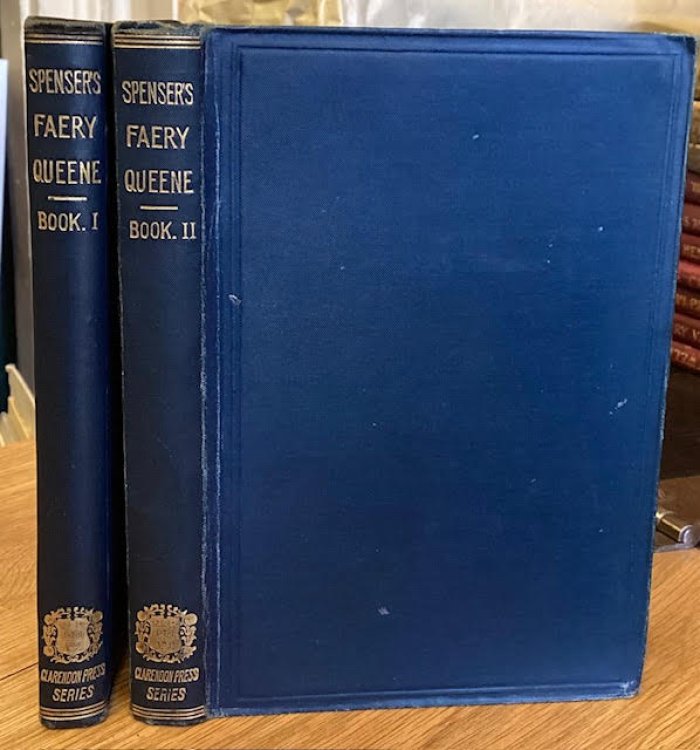 SPENSER'S
FAERY
QUEENE
BOOK. I
CLARENDON PRESS
SERIES
SPENSER'S
FAERY
QUEENE
BOOK. II
CLARENDON PRESS
SERIES